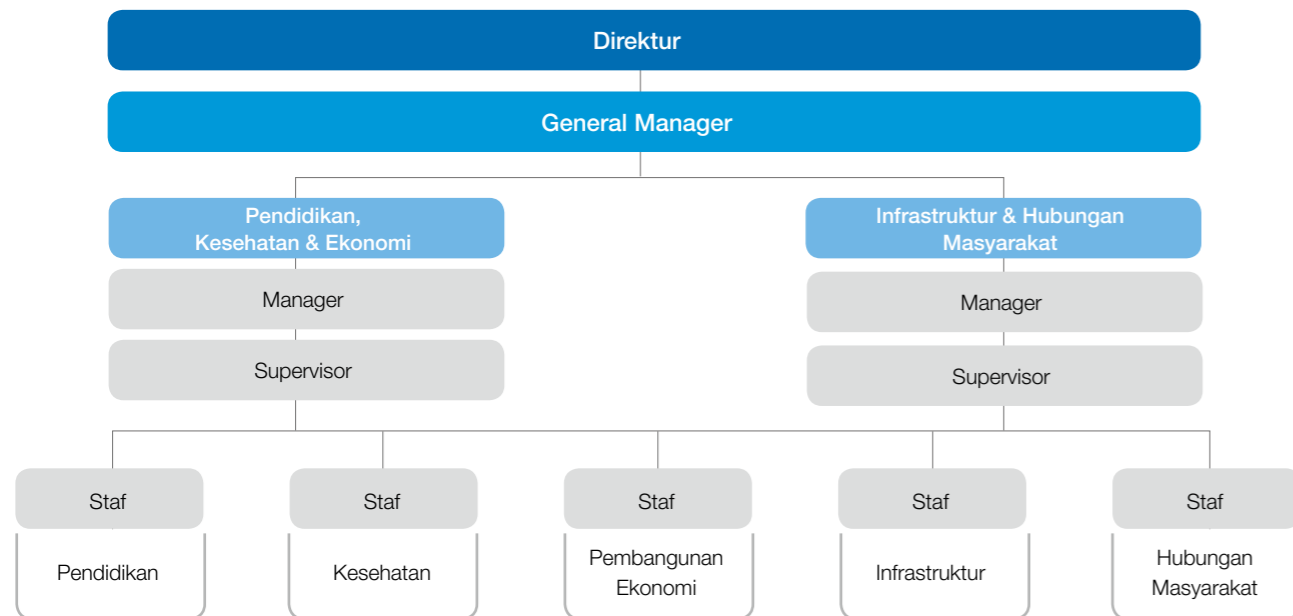 Direktur
General Manager
Pendidikan,
Kesehatan & Ekonomi
Infrastruktur & Hubungan
Masyarakat
Manager
Manager
Supervisor
Supervisor
Staf
Staf
Staf
Staf
Staf
Pendidikan
Kesehatan
Pembangunan
Ekonomi
Infrastruktur
Hubungan
Masyarakat